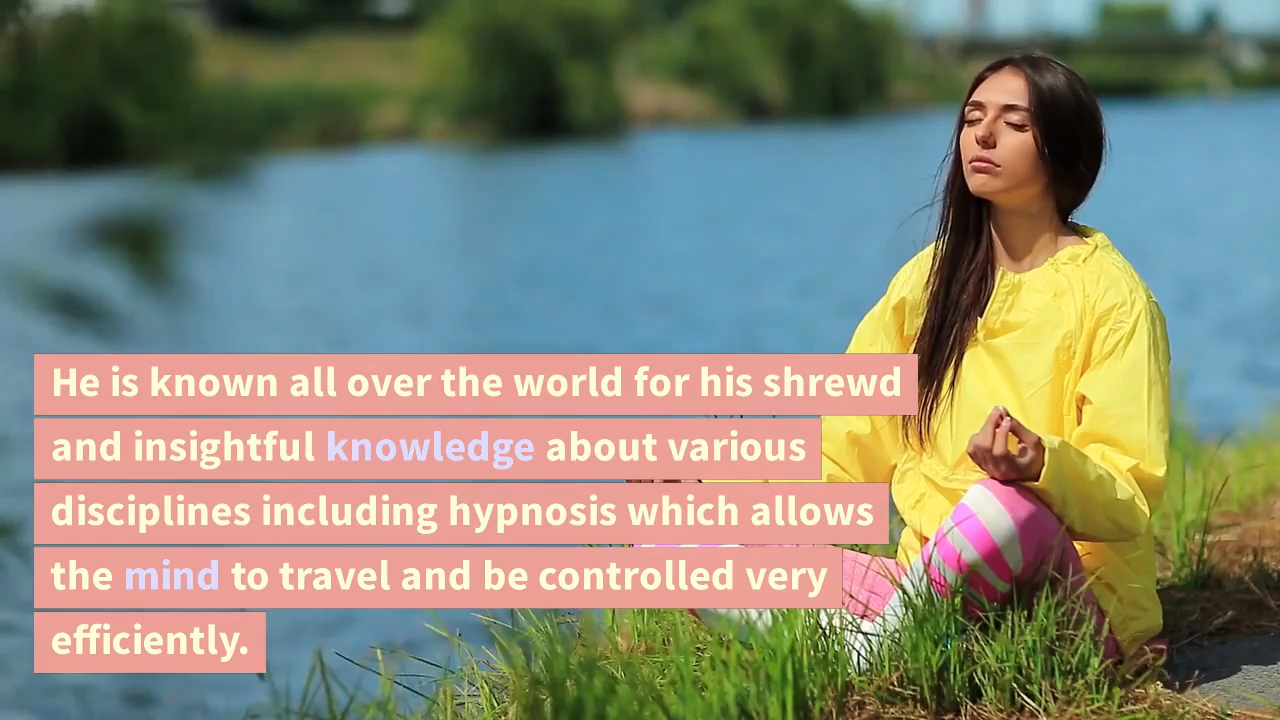 He is known all over the world for his shrewd
and insightful knowledge about various
disciplines including hypnosis which allows
the mind to travel and be controlled very
efficiently.